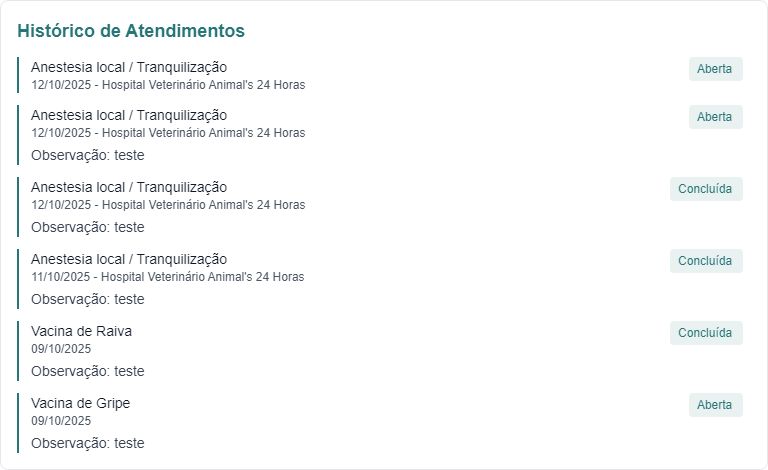 Histórico de Atendimentos
Anestesia local / Tranquilização
Aberta
12/10/2025 - Hospital Veterinário Animal's 24 Horas
Anestesia local / Tranquilização
Aberta
12/10/2025 - Hospital Veterinário Animal's 24 Horas
Observação: teste
Anestesia local / Tranquilização
Concluída
12/10/2025 - Hospital Veterinário Animal's 24 Horas
Observação: teste
Anestesia local / Tranquilização
Concluída
11/10/2025 - Hospital Veterinário Animal's 24 Horas
Observação: teste
Vacina de Raiva
Concluída
09/10/2025
Observação: teste
Vacina de Gripe
Aberta
09/10/2025
Observação: teste